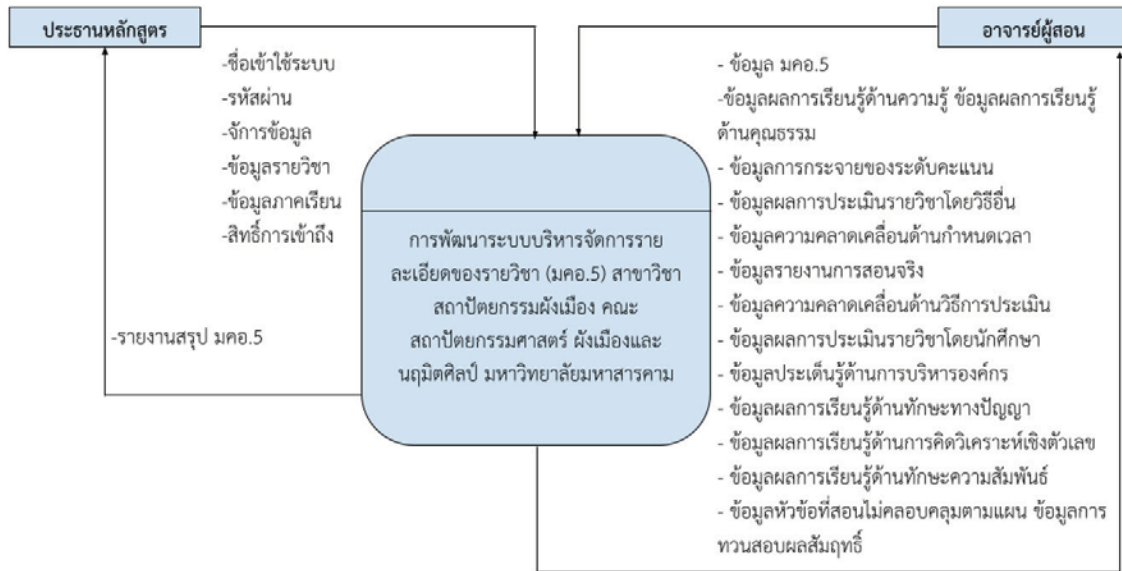 ประธานหลักสูตร
อาจารย์ผู้สอน
-ชื่อเข้าใช้ระบบ
-รหัสผ่าน
-จัการข้อมูล
-ข้อมูลรายวิชา
-ข้อมูลภาคเรียน
-สิทธิ์การเข้าถึง
-รายงานสรุป มคอ.5
การพัฒนาระบบบริหารจัดการราย
ละเอียดของรายวิชา (มคอ.5) สาขาวิชา
สถาปัตยกรรมผังเมือง คณะ
สถาปัตยกรรมศาสตร์ ผังเมืองและ
นฤมิตศิลป์ มหาวิทยาลัยมหาสารคาม
- ข้อมูล มคอ.5
-ข้อมูลผลการเรียนรู้ด้านความรู้ ข้อมูลผลการเรียนรู้
ด้านคุณธรรม
- ข้อมูลการกระจายของระดับคะแนน
- ข้อมูลผลการประเมินรายวิชาโดยวิธีอื่น
- ข้อมูลความคลาดเคลื่อนด้านกำหนดเวลา
- ข้อมูลรายงานการสอนจริง
- ข้อมูลความคลาดเคลื่อนด้านวิธีการประเมิน
- ข้อมูลผลการประเมินรายวิชาโดยนักศึกษา
- ข้อมูลประเด็นรู้ด้านการบริหารองค์กร
- ข้อมูลผลการเรียนรู้ด้านทักษะทางปัญญา
- ข้อมูลผลการเรียนรู้ด้านการคิดวิเคราะห์เชิงตัวเลข
- ข้อมูลผลการเรียนรู้ด้านทักษะความสัมพันธ์
- ข้อมูลหัวข้อที่สอนไม่คลอบคลุมตามแผน ข้อมูลการ
ทวนสอบผลสัมฤทธิ์